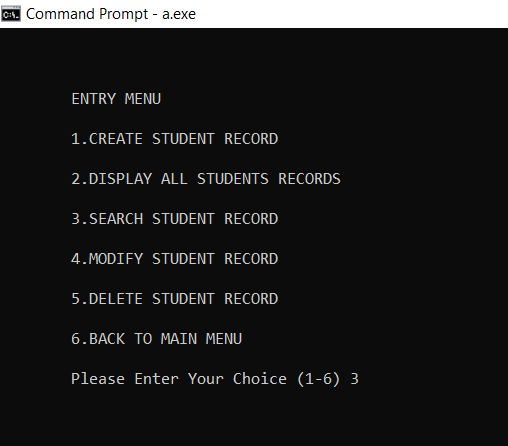 Command Prompt - a.exe
ENTRY MENU
1.CREATE STUDENT RECORD
2.DISPLAY ALL STUDENTS RECORDS
3.SEARCH STUDENT RECORD
4.MODIFY STUDENT RECORD
5.DELETE STUDENT RECORD
6.BACK TO MAIN MENU
Please Enter Your Choice (1-6) 3